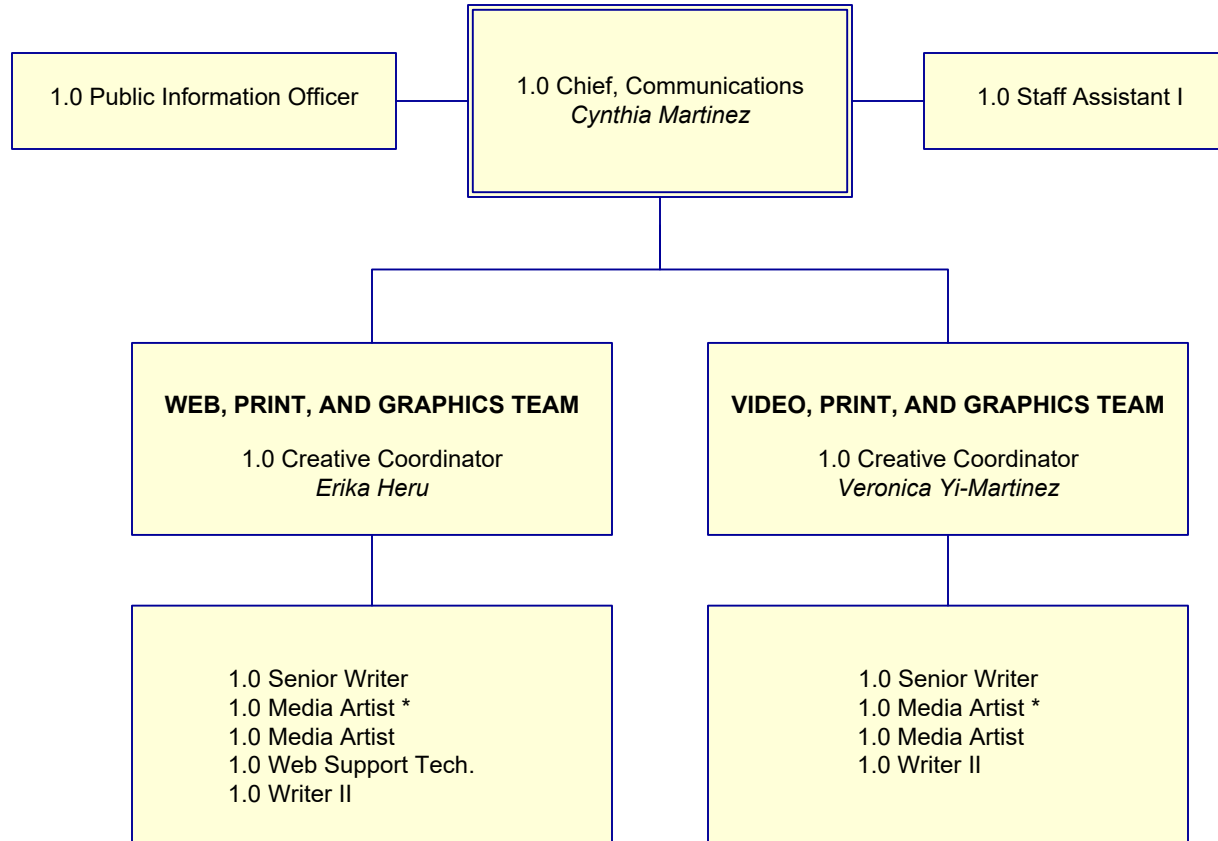 1.0 Public Information Officer
1.0 Chief, Communications
Cynthia Martinez
1.0 Staff Assistant I
WEB, PRINT, AND GRAPHICS TEAM
1.0 Creative Coordinator
Erika Heru
VIDEO, PRINT, AND GRAPHICS TEAM
1.0 Creative Coordinator
Veronica Yi-Martinez
1.0 Senior Writer
1.0 Media Artist *
1.0 Media Artist
1.0 Web Support Tech.
1.0 Writer II
1.0 Senior Writer
1.0 Media Artist *
1.0 Media Artist
1.0 Writer II